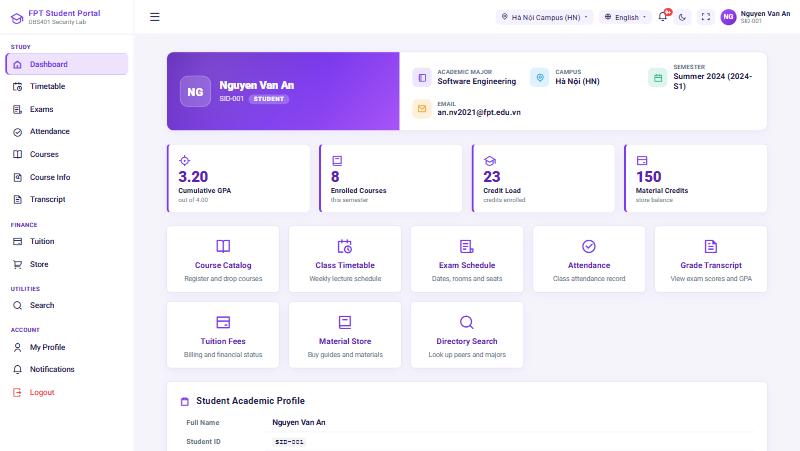 FPT Student Portal
DBS401 Security Lab
STUDY
Dashboard
Timetable
Exams
Attendance
Courses
Course Info
Transcript
FINANCE
Tuition
Store
UTILITIES
Search
ACCOUNT
My Profile
Notifications
Logout
Hà Nội Campus (HN)
English
9+
NG
Nguyen Van An
SID-001
NG
Nguyen Van An
SID-001 STUDENT
ACADEMIC MAJOR
Software Engineering
CAMPUS
Hà Nội (HN)
SEMESTER
Summer 2024 (2024-
S1)
EMAIL
an.nv2021@fpt.edu.vn
3.20
Cumulative GPA
out of 4.00
8
Enrolled Courses
this semester
23
Credit Load
credits enrolled
150
Material Credits
store balance
Course Catalog
Register and drop courses
Class Timetable
Weekly lecture schedule
Exam Schedule
Dates, rooms and seats
Attendance
Class attendance record
Grade Transcript
View exam scores and GPA
Tuition Fees
Billing and financial status
Material Store
Buy guides and materials
Directory Search
Look up peers and majors
Student Academic Profile
Full Name Nguyen Van An
Student ID SID-001